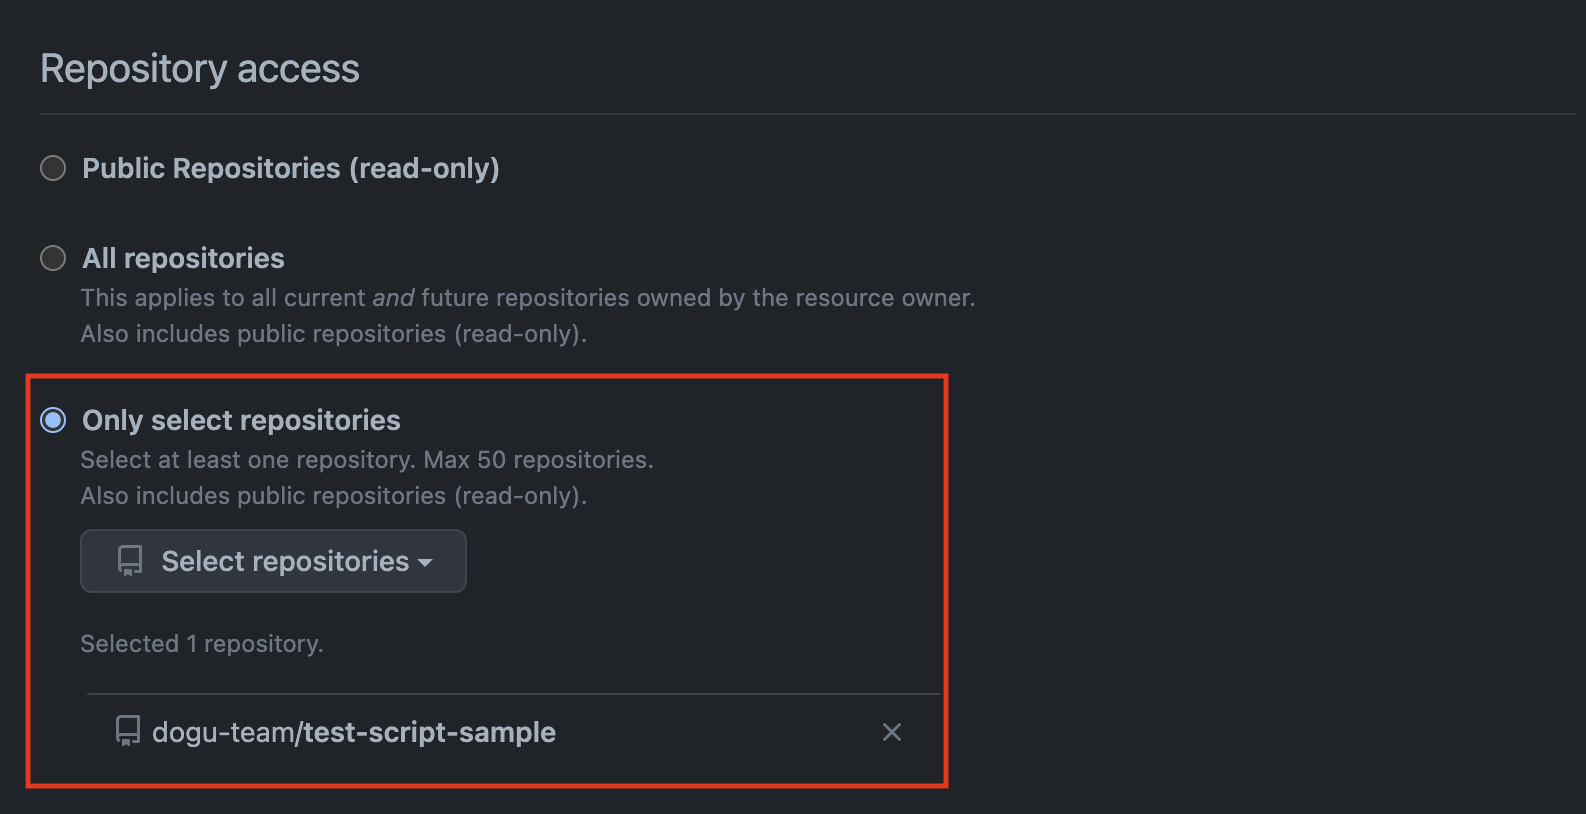 Repository access
Public Repositories (read-only)
All repositories
This applies to all current and future repositories owned by the resource owner.
Also includes public repositories (read-only).
Only select repositories
Select at least one repository. Max 50 repositories.
Also includes public repositories (read-only).
Select repositories
Selected 1 repository.
dogu-team/test-script-sample